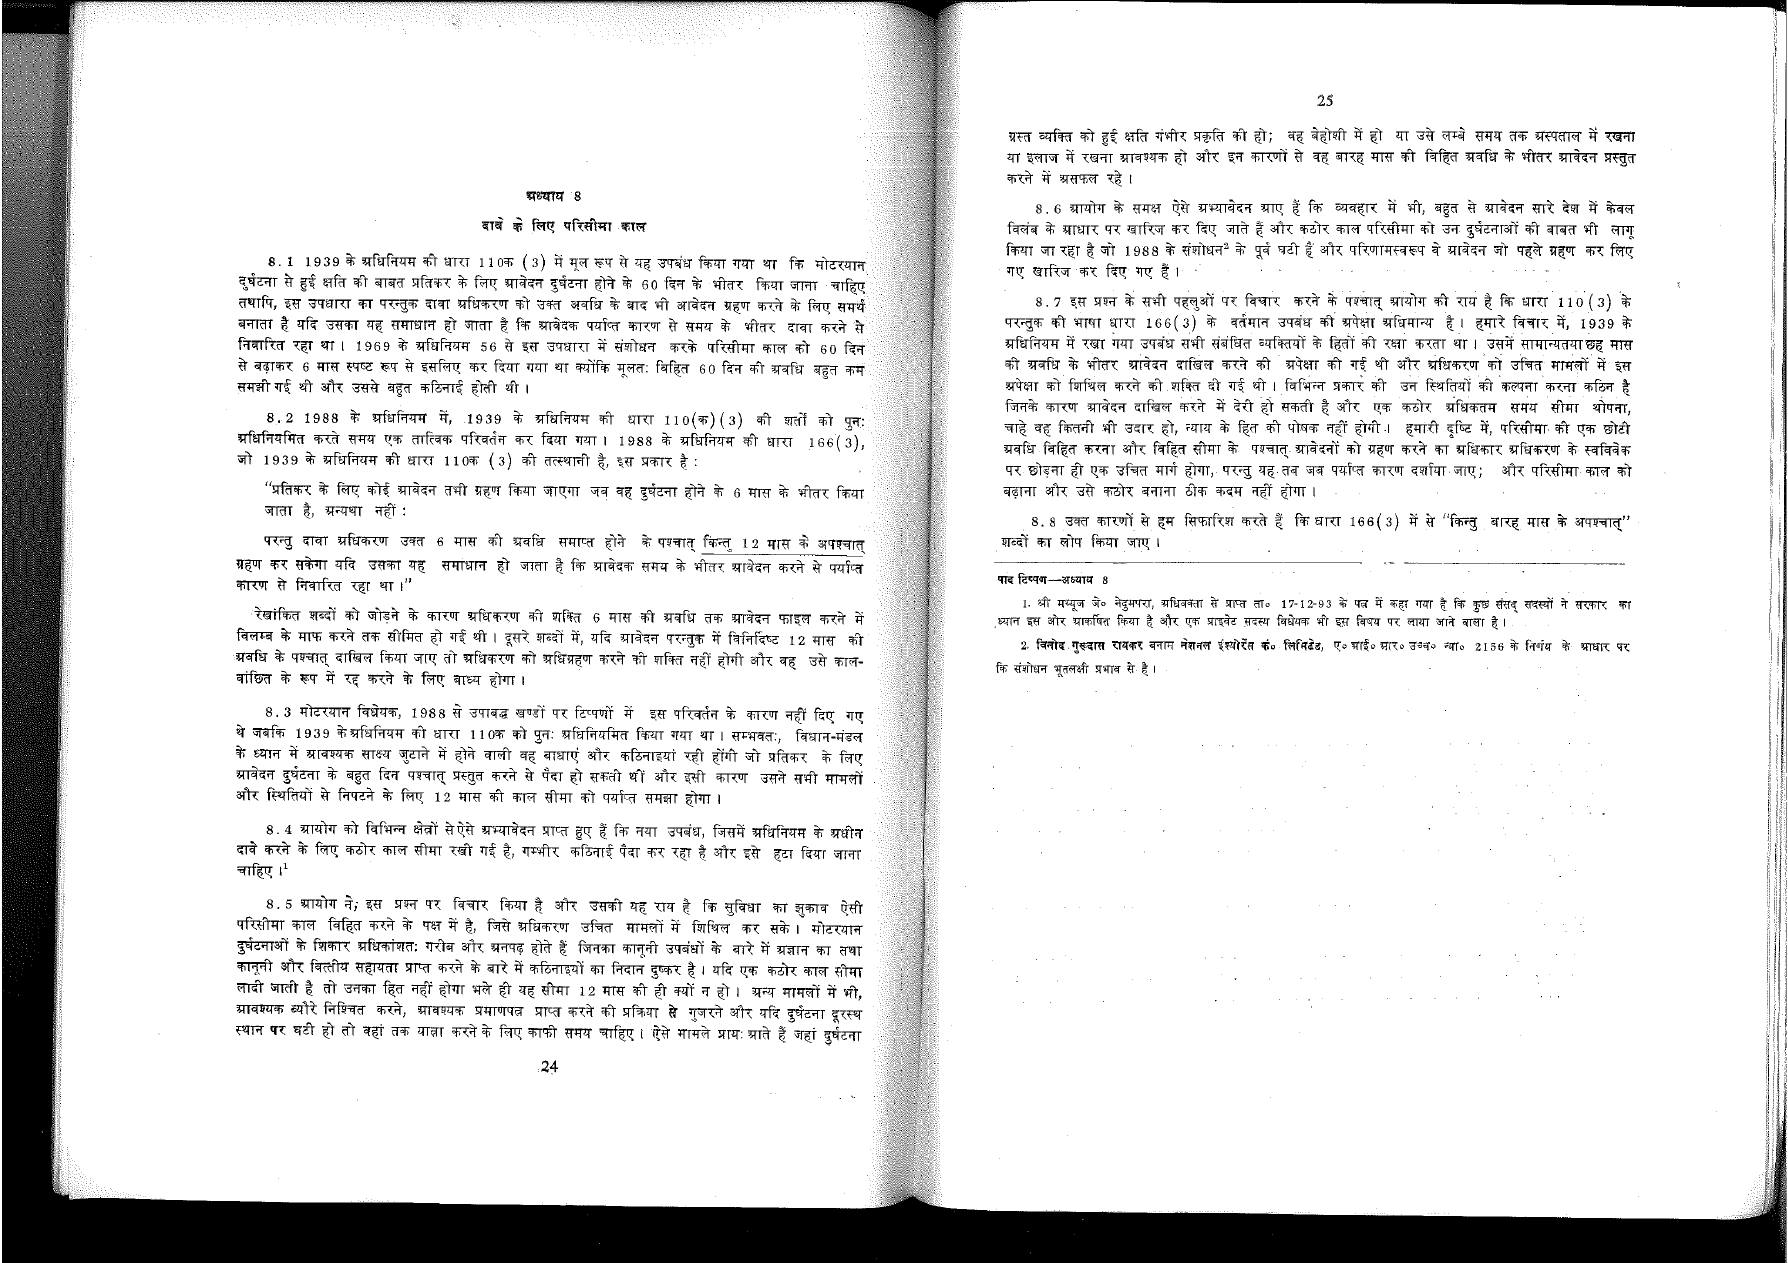 अध्याय 8
दावे के लिए परिसीमा काल
8.1 1939 के अधिनियम की धारा 110क (3) में मूल रूप से यह उपबंध किया गया था कि मोटरयान
दुर्घटना से हुई क्षति की बाबत प्रतिकर के लिए आवेदन दुर्घटना होने के 60 दिन के भीतर किया जाना चाहिए
तथापि, इस उपधारा का परन्तुक दावा अधिकरण को उक्त अवधि के बाद भी आवेदन ग्रहण करने के लिए समर्थ
बनाता है यदि उसका यह समाधान हो जाता है कि आवेदक पर्याप्त कारण से समय के भीतर दावा करने से
निवारित रहा था। 1969 के अधिनियम 56 से इस उपधारा में संशोधन करके परिसीमा काल को 60 दिन
से बढ़ाकर 6 मास स्पष्ट रूप से इसलिए कर दिया गया था क्योंकि मूलतः विहित 60 दिन की अवधि बहुत कम
समझी गई थी और उससे बहुत कठिनाई होती थी।
8.2 1988 के अधिनियम में, 1939 के अधिनियम की धारा 110(क)(3) की शर्तों को पुनः
अधिनियमित करते समय एक तात्विक परिवर्तन कर दिया गया। 1988 के अधिनियम की धारा 166(3),
जो 1939 के अधिनियम की धारा 110क (3) की तत्स्थानी है, इस प्रकार है :
"प्रतिकर के लिए कोई आवेदन तभी ग्रहण किया जाएगा जब वह दुर्घटना होने के 6 मास के भीतर किया
जाता है, अन्यथा नहीं :
परन्तु दावा अधिकरण उक्त 6 मास की अवधि समाप्त होने के पश्चात् किन्तु 12 मास के अपश्चात्
ग्रहण कर सकेगा यदि उसका यह समाधान हो जाता है कि आवेदक समय के भीतर आवेदन करने से पर्याप्त
कारण से निवारित रहा था।"
रेखांकित शब्दों को जोड़ने के कारण अधिकरण की शक्ति 6 मास की अवधि तक आवेदन फाइल करने में
विलम्ब के माफ करने तक सीमित हो गई थी। दूसरे शब्दों में, यदि आवेदन परन्तुक में विनिर्दिष्ट 12 मास की
अवधि के पश्चात् दाखिल किया जाए तो अधिकरण को अधिग्रहण करने की शक्ति नहीं होगी और वह उसे काल-
वांछित के रूप में रद्द करने के लिए बाध्य होगा।
8.3 मोटरयान विधेयक, 1988 से उपाबद्ध खण्डों पर टिप्पणों में इस परिवर्तन के कारण नहीं दिए गए
थे जबकि 1939 के अधिनियम की धारा 110क को पुनः अधिनियमित किया गया था। सम्भवतः, विधान-मंडल
के ध्यान में आवश्यक साक्ष्य जुटाने में होने वाली वह बाधाएं और कठिनाइयां रही होंगी जो प्रतिकर के लिए
आवेदन दुर्घटना के बहुत दिन पश्चात् प्रस्तुत करने से पैदा हो सकती थीं और इसी कारण उसने सभी मामलों
और स्थितियों से निपटने के लिए 12 मास की काल सीमा को पर्याप्त समझा होगा।
8.4 आयोग को विभिन्न क्षेत्रों से ऐसे अभ्यावेदन प्राप्त हुए हैं कि नया उपबंध, जिसमें अधिनियम के अधीन
दावे करने के लिए कठोर काल सीमा रखी गई है, गम्भीर कठिनाई पैदा कर रहा है और इसे हटा दिया जाना
चाहिए।¹
8.5 आयोग ने; इस प्रश्न पर विचार किया है और उसकी यह राय है कि सुविधा का झुकाव ऐसी
परिसीमा काल विहित करने के पक्ष में है, जिसे अधिकरण उचित मामलों में शिथिल कर सके। मोटरयान
दुर्घटनाओं के शिकार अधिकांशतः गरीब और अनपढ़ होते हैं जिनका कानूनी उपबंधों के बारे में अज्ञान का तथा
कानूनी और वित्तीय सहायता प्राप्त करने के बारे में कठिनाइयों का निदान दुष्कर है। यदि एक कठोर काल सीमा
लादी जाती है तो उनका हित नहीं होगा भले ही यह सीमा 12 मास की ही क्यों न हो। अन्य मामलों में भी,
आवश्यक ब्यौरे निश्चित करने, आवश्यक प्रमाणपत्र प्राप्त करने की प्रक्रिया से गुजरने और यदि दुर्घटना दूरस्थ
स्थान पर घटी हो तो वहां तक यात्रा करने के लिए काफी समय चाहिए। ऐसे मामले प्रायः आते हैं जहां दुर्घटना
24
25
ग्रस्त व्यक्ति को हुई क्षति गंभीर प्रकृति की हो; वह बेहोशी में हो या उसे लम्बे समय तक अस्पताल में रखना
या इलाज में रखना आवश्यक हो और इन कारणों से वह बारह मास की विहित अवधि के भीतर आवेदन प्रस्तुत
करने में असफल रहे।
8.6 आयोग के समक्ष ऐसे अभ्यावेदन आए हैं कि व्यवहार में भी, बहुत से आवेदन सारे देश में केवल
विलंब के आधार पर खारिज कर दिए जाते हैं और कठोर काल परिसीमा को उन दुर्घटनाओं की बाबत भी लागू
किया जा रहा है जो 1988 के संशोधन² के पूर्व घटी हैं और परिणामस्वरूप वे आवेदन जो पहले ग्रहण कर लिए
गए खारिज कर दिए गए हैं।
8.7 इस प्रश्न के सभी पहलुओं पर विचार करने के पश्चात् आयोग की राय है कि धारा 110(3) के
परन्तुक की भाषा धारा 166(3) के वर्तमान उपबंध की अपेक्षा अधिमान्य है। हमारे विचार में, 1939 के
अधिनियम में रखा गया उपबंध सभी संबंधित व्यक्तियों के हितों की रक्षा करता था। उसमें सामान्यतया छह मास
की अवधि के भीतर आवेदन दाखिल करने की अपेक्षा की गई थी और अधिकरण को उचित मामलों में इस
अपेक्षा को शिथिल करने की शक्ति दी गई थी। विभिन्न प्रकार की उन स्थितियों की कल्पना करना कठिन है
जिनके कारण आवेदन दाखिल करने में देरी हो सकती है और एक कठोर अधिकतम समय सीमा थोपना,
चाहे वह कितनी भी उदार हो, न्याय के हित की पोषक नहीं होगी। हमारी दृष्टि में, परिसीमा की एक छोटी
अवधि विहित करना और विहित सीमा के पश्चात् आवेदनों को ग्रहण करने का अधिकार अधिकरण के स्वविवेक
पर छोड़ना ही एक उचित मार्ग होगा, परन्तु यह तब जब पर्याप्त कारण दर्शाया जाए; और परिसीमा काल को
बढ़ाना और उसे कठोर बनाना ठीक कदम नहीं होगा।
8.8 उक्त कारणों से हम सिफारिश करते हैं कि धारा 166(3) में से "किन्तु बारह मास के अपश्चात्"
शब्दों का लोप किया जाए।
पाद टिप्पण—अध्याय 8
1. श्री मथ्यूज जे० नेदुमपरा, अधिवक्ता से प्राप्त ता० 17-12-93 के पत्र में कहा गया है कि कुछ संसद् सदस्यों ने सरकार का
ध्यान इस ओर आकर्षित किया है और एक प्राइवेट सदस्य विधेयक भी इस विषय पर लाया जाने वाला है।
2. विनोद गुरुदास रायकर बनाम नेशनल इंश्योरेंस कं० लिमिटेड, ए० आई० आर० उच्च० न्या० 2156 के निर्णय के आधार पर
कि संशोधन भूतलक्षी प्रभाव से है।